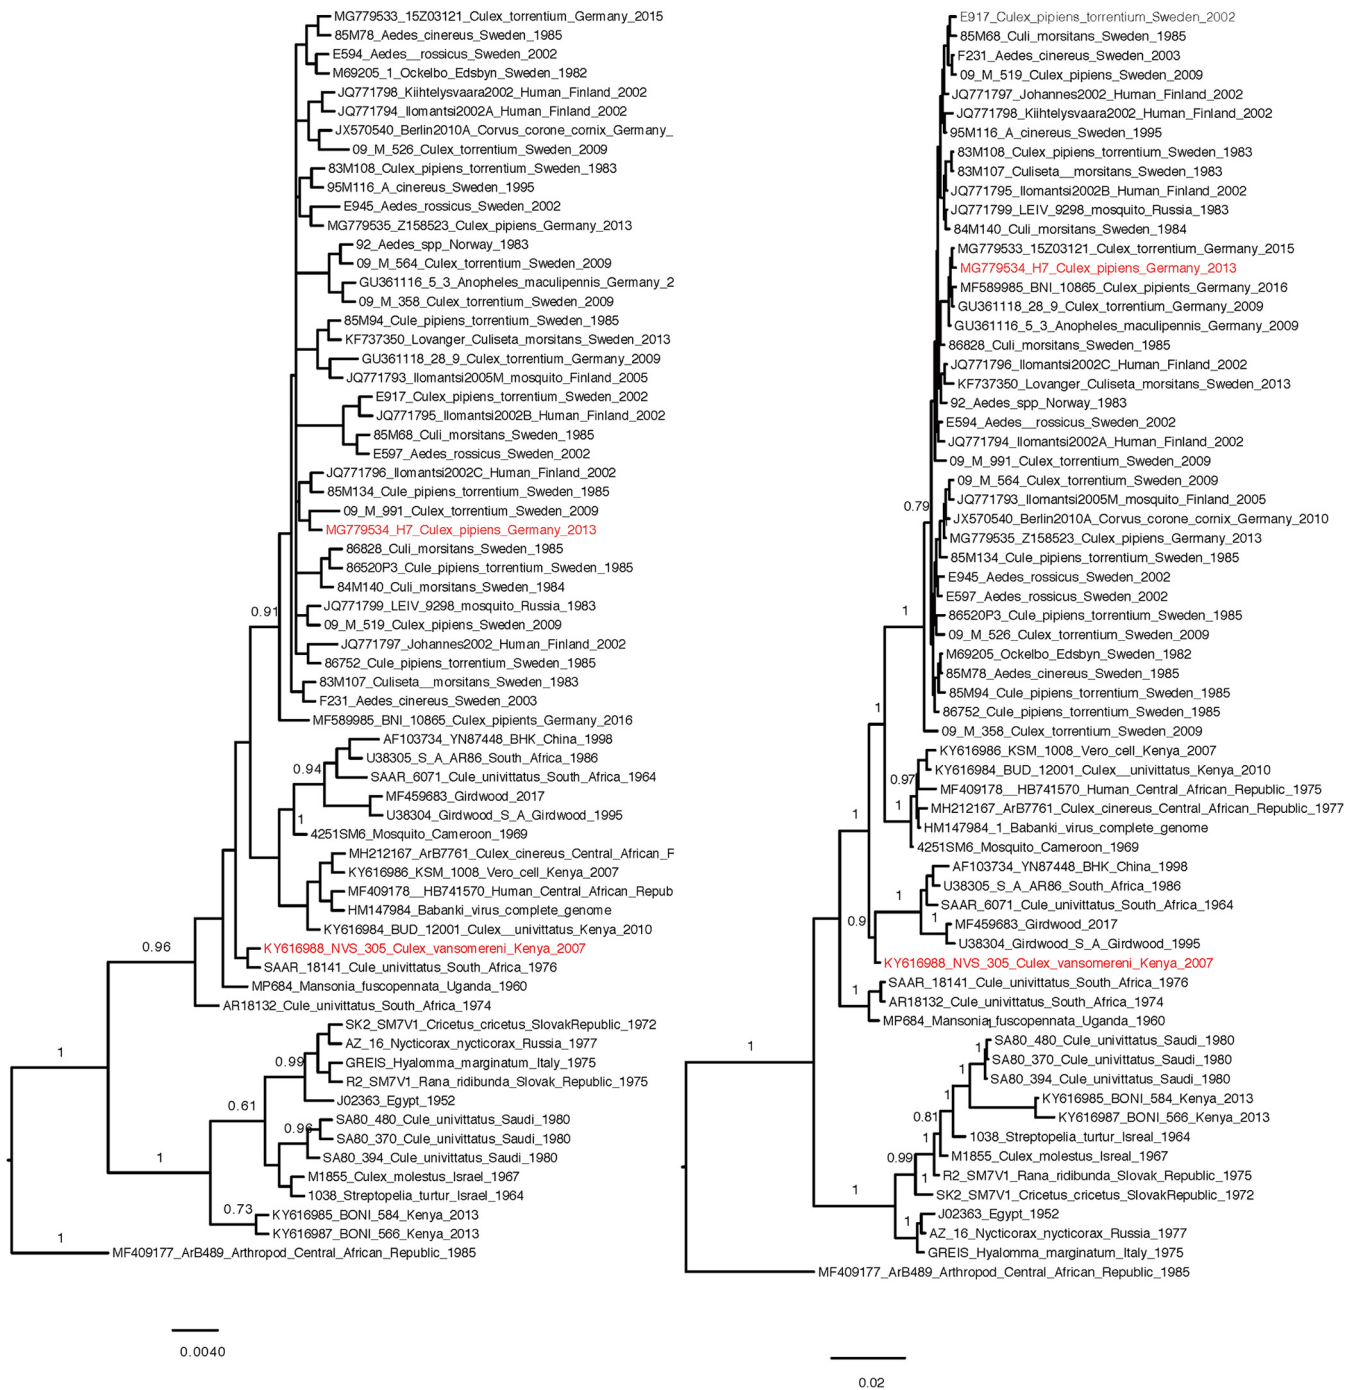 MG779533_15Z03121_Culex_torrentium_Germany_2015
85M78_Aedes_cinereus_Sweden_1985
E594_Aedes__rossicus_Sweden_2002
M69205_1_Ockelbo_Edsbyn_Sweden_1982
JQ771798_Kiihtelysvaara2002_Human_Finland_2002
JQ771794_Ilomantsi2002A_Human_Finland_2002
JX570540_Berlin2010A_Corvus_corone_cornix_Germany_
09_M_526_Culex_torrentium_Sweden_2009
83M108_Culex_pipiens_torrentium_Sweden_1983
95M116_A_cinereus_Sweden_1995
E945_Aedes_rossicus_Sweden_2002
MG779535_Z158523_Culex_pipiens_Germany_2013
92_Aedes_spp_Norway_1983
09_M_564_Culex_torrentium_Sweden_2009
GU361116_5_3_Anopheles_maculipennis_Germany_2
09_M_358_Culex_torrentium_Sweden_2009
85M94_Cule_pipiens_torrentium_Sweden_1985
KF737350_Lovanger_Culiseta_morsitans_Sweden_2013
GU361118_28_9_Culex_torrentium_Germany_2009
JQ771793_Ilomantsi2005M_mosquito_Finland_2005
E917_Culex_pipiens_torrentium_Sweden_2002
JQ771795_Ilomantsi2002B_Human_Finland_2002
85M68_Culi_morsitans_Sweden_1985
E597_Aedes_rossicus_Sweden_2002
JQ771796_Ilomantsi2002C_Human_Finland_2002
85M134_Cule_pipiens_torrentium_Sweden_1985
09_M_991_Culex_torrentium_Sweden_2009
MG779534_H7_Culex_pipiens_Germany_2013
86828_Culi_morsitans_Sweden_1985
86520P3_Cule_pipiens_torrentium_Sweden_1985
84M140_Culi_morsitans_Sweden_1984
JQ771799_LEIV_9298_mosquito_Russia_1983
0.91
09_M_519_Culex_pipiens_Sweden_2009
JQ771797_Johannes2002_Human_Finland_2002
86752_Cule_pipiens_torrentium_Sweden_1985
83M107_Culiseta__morsitans_Sweden_1983
F231_Aedes_cinereus_Sweden_2003
MF589985_BNI_10865_Culex_pipients_Germany_2016
AF103734_YN87448_BHK_China_1998
U38305_S_A_AR86_South_Africa_1986
0.94
SAAR_6071_Cule_univittatus_South_Africa_1964
MF459683_Girdwood_2017
U38304_Girdwood_S_A_Girdwood_1995
1
4251SM6_Mosquito_Cameroon_1969
MH212167_ArB7761_Culex_cinereus_Central_African_F
KY616986_KSM_1008_Vero_cell_Kenya_2007
MF409178__HB741570_Human_Central_African_Repub
HM147984_Babanki_virus_complete_genome
KY616984_BUD_12001_Culex__univittatus_Kenya_2010
0.96
KY616988_NVS_305_Culex_vansomereni_Kenya_2007
SAAR_18141_Cule_univittatus_South_Africa_1976
MP684_Mansonia_fuscopennata_Uganda_1960
AR18132_Cule_univittatus_South_Africa_1974
SK2_SM7V1_Cricetus_cricetus_SlovakRepublic_1972
AZ_16_Nycticorax_nycticorax_Russia_1977
1
0.99
GREIS_Hyalomma_marginatum_Italy_1975
R2_SM7V1_Rana_ridibunda_Slovak_Republic_1975
J02363_Egypt_1952
0.61
SA80_480_Cule_univittatus_Saudi_1980
0.96
SA80_370_Cule_univittatus_Saudi_1980
SA80_394_Cule_univittatus_Saudi_1980
1
M1855_Culex_molestus_Israel_1967
1038_Streptopelia_turtur_Israel_1964
0.73
KY616985_BONI_584_Kenya_2013
KY616987_BONI_566_Kenya_2013
1
MF409177_ArB489_Arthropod_Central_African_Republic_1985
0.0040
E917_Culex_pipiens_torrentium_Sweden_2002
85M68_Culi_morsitans_Sweden_1985
F231_Aedes_cinereus_Sweden_2003
09_M_519_Culex_pipiens_Sweden_2009
JQ771797_Johannes2002_Human_Finland_2002
JQ771798_Kiihtelysvaara2002_Human_Finland_2002
95M116_A_cinereus_Sweden_1995
83M108_Culex_pipiens_torrentium_Sweden_1983
83M107_Culiseta__morsitans_Sweden_1983
JQ771795_Ilomantsi2002B_Human_Finland_2002
JQ771799_LEIV_9298_mosquito_Russia_1983
84M140_Culi_morsitans_Sweden_1984
MG779533_15Z03121_Culex_torrentium_Germany_2015
MG779534_H7_Culex_pipiens_Germany_2013
MF589985_BNI_10865_Culex_pipients_Germany_2016
GU361118_28_9_Culex_torrentium_Germany_2009
GU361116_5_3_Anopheles_maculipennis_Germany_2009
86828_Culi_morsitans_Sweden_1985
JQ771796_Ilomantsi2002C_Human_Finland_2002
KF737350_Lovanger_Culiseta_morsitans_Sweden_2013
92_Aedes_spp_Norway_1983
E594_Aedes__rossicus_Sweden_2002
JQ771794_Ilomantsi2002A_Human_Finland_2002
09_M_991_Culex_torrentium_Sweden_2009
09_M_564_Culex_torrentium_Sweden_2009
JQ771793_Ilomantsi2005M_mosquito_Finland_2005
0.79
JX570540_Berlin2010A_Corvus_corone_cornix_Germany_2010
MG779535_Z158523_Culex_pipiens_Germany_2013
85M134_Cule_pipiens_torrentium_Sweden_1985
E945_Aedes_rossicus_Sweden_2002
E597_Aedes_rossicus_Sweden_2002
1
86520P3_Cule_pipiens_torrentium_Sweden_1985
09_M_526_Culex_torrentium_Sweden_2009
M69205_Ockelbo_Edsbyn_Sweden_1982
85M78_Aedes_cinereus_Sweden_1985
85M94_Cule_pipiens_torrentium_Sweden_1985
1
86752_Cule_pipiens_torrentium_Sweden_1985
09_M_358_Culex_torrentium_Sweden_2009
KY616986_KSM_1008_Vero_cell_Kenya_2007
KY616984_BUD_12001_Culex__univittatus_Kenya_2010
0.97
MF409178__HB741570_Human_Central_African_Republic_1975
1
MH212167_ArB7761_Culex_cinereus_Central_African_Republic_1977
1
HM147984_1_Babanki_virus_complete_genome
4251SM6_Mosquito_Cameroon_1969
AF103734_YN87448_BHK_China_1998
U38305_S_A_AR86_South_Africa_1986
1
SAAR_6071_Cule_univittatus_South_Africa_1964
0.9
1
MF459683_Girdwood_2017
U38304_Girdwood_S_A_Girdwood_1995
KY616988_NVS_305_Culex_vansomereni_Kenya_2007
SAAR_18141_Cule_univittatus_South_Africa_1976
1
AR18132_Cule_univittatus_South_Africa_1974
MP684_Mansonia_fuscopennata_Uganda_1960
1
SA80_480_Cule_univittatus_Saudi_1980
1
1
SA80_370_Cule_univittatus_Saudi_1980
1
SA80_394_Cule_univittatus_Saudi_1980
KY616985_BONI_584_Kenya_2013
1
KY616987_BONI_566_Kenya_2013
0.81
1038_Streptopelia_turtur_Isreal_1964
1
M1855_Culex_molestus_Isreal_1967
0.99
R2_SM7V1_Rana_ridibunda_Slovak_Republic_1975
1
SK2_SM7V1_Cricetus_cricetus_SlovakRepublic_1972
1
J02363_Egypt_1952
1
AZ_16_Nycticorax_nycticorax_Russia_1977
GREIS_Hyalomma_marginatum_Italy_1975
MF409177_ArB489_Arthropod_Central_African_Republic_1985
0.02